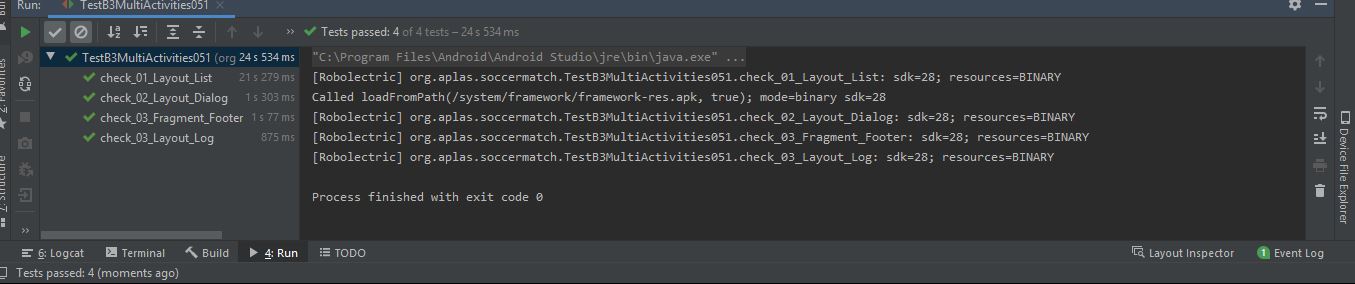 Run: TestB3MultiActivities051
Tests passed: 4 of 4 tests – 24 s 534 ms
TestB3MultiActivities051 (org 24 s 534 ms
check_01_Layout_List 21 s 279 ms
check_02_Layout_Dialog 1 s 303 ms
check_03_Fragment_Footer 1 s 77 ms
check_03_Layout_Log 875 ms
"C:\Program Files\Android\Android Studio\jre\bin\java.exe" ...
[Robolectric] org.aplas.soccermatch.TestB3MultiActivities051.check_01_Layout_List: sdk=28; resources=BINARY
Called loadFromPath(/system/framework/framework-res.apk, true); mode=binary sdk=28
[Robolectric] org.aplas.soccermatch.TestB3MultiActivities051.check_02_Layout_Dialog: sdk=28; resources=BINARY
[Robolectric] org.aplas.soccermatch.TestB3MultiActivities051.check_03_Fragment_Footer: sdk=28; resources=BINARY
[Robolectric] org.aplas.soccermatch.TestB3MultiActivities051.check_03_Layout_Log: sdk=28; resources=BINARY
Process finished with exit code 0
2: Favorites
7: Structure
Device File Explorer
6: Logcat
Terminal
Build
4: Run
TODO
Layout Inspector
1 Event Log
Tests passed: 4 (moments ago)